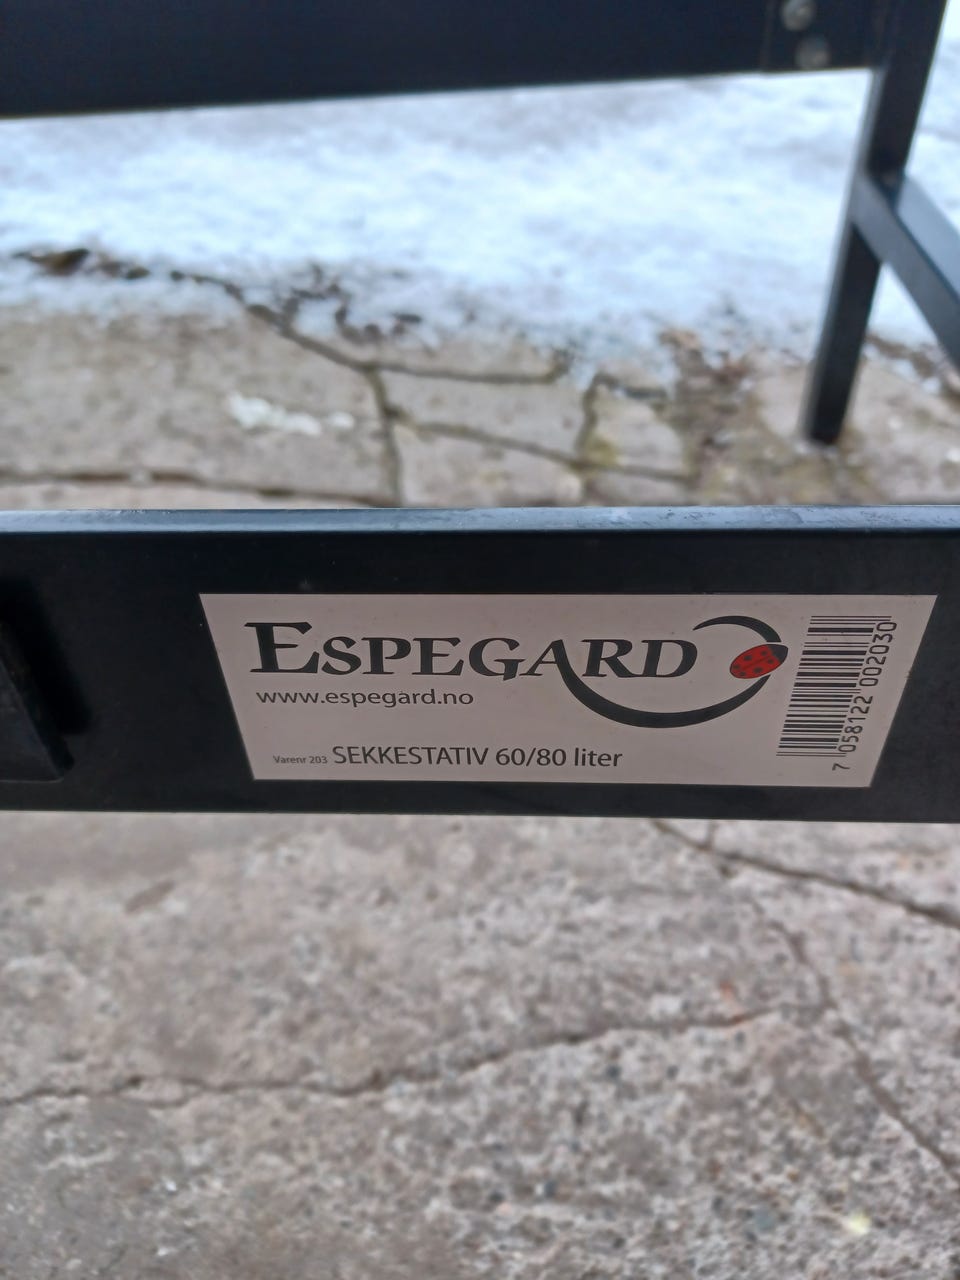 ESPEGARD
www.espegard.no
Varenr 203 SEKKESTATIV 60/80 liter
7 058122 002030